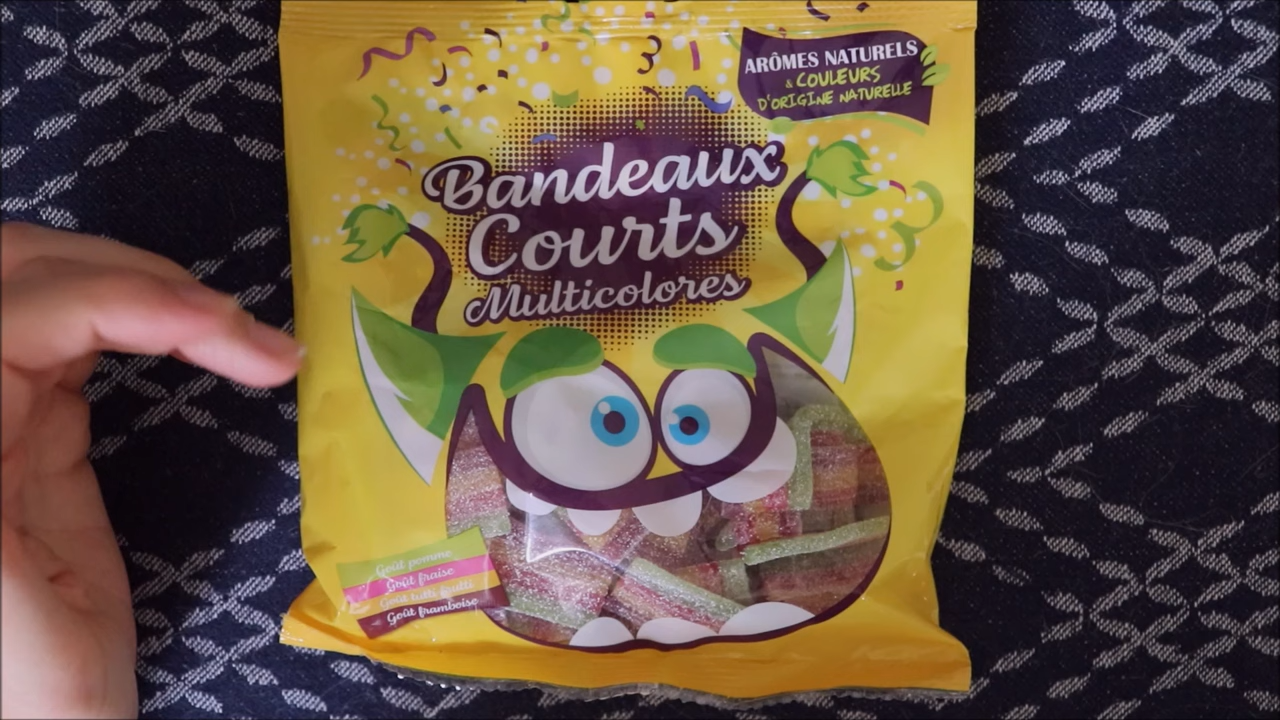 ARÔMES NATURELS
& COULEURS
D'ORIGINE NATURELLE
Bandeaux
Courts
Multicolores
Goût pomme
Goût fraise
Goût tutti frutti
Goût framboise